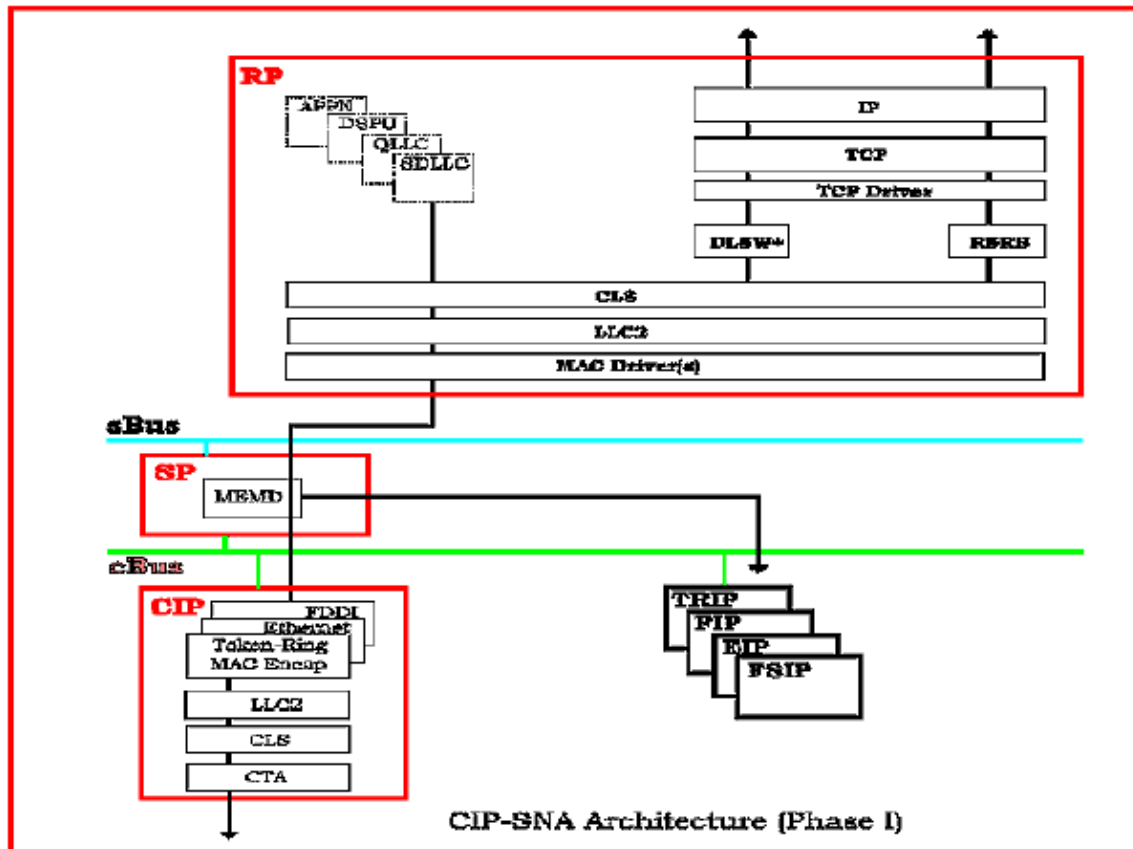 RP
APPN
DSPU
QLLC
SDLLC
IP
TCP
TCP Driver
DLSW+
RSRB
CLS
LLC2
MAC Driver(s)
sBus
SP
MEMD
cBus
CIP
FDDI
Ethernet
Token-Ring
MAC Encap
LLC2
CLS
CTA
TRIP
FIP
EIP
FSIP
CIP-SNA Architecture (Phase I)